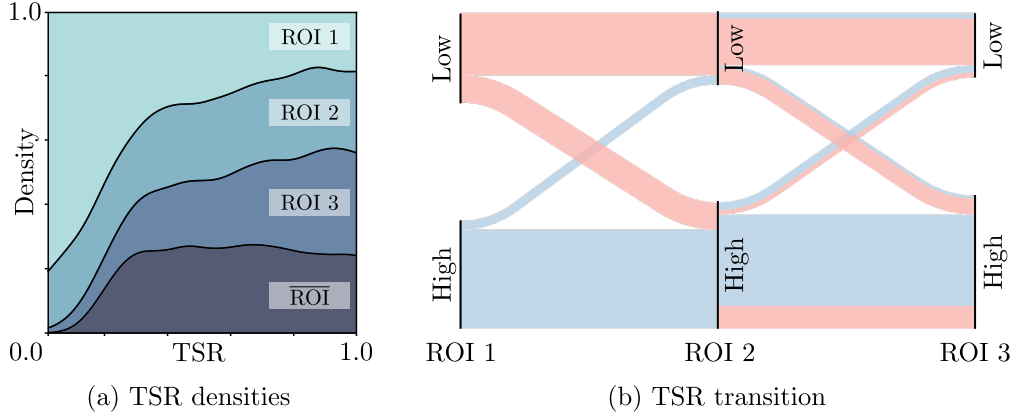 1.0
Density
ROI 1
ROI 2
ROI 3
ROI
0.0
TSR
1.0
(a) TSR densities
Low
High
Low
High
Low
High
ROI 1
ROI 2
ROI 3
(b) TSR transition